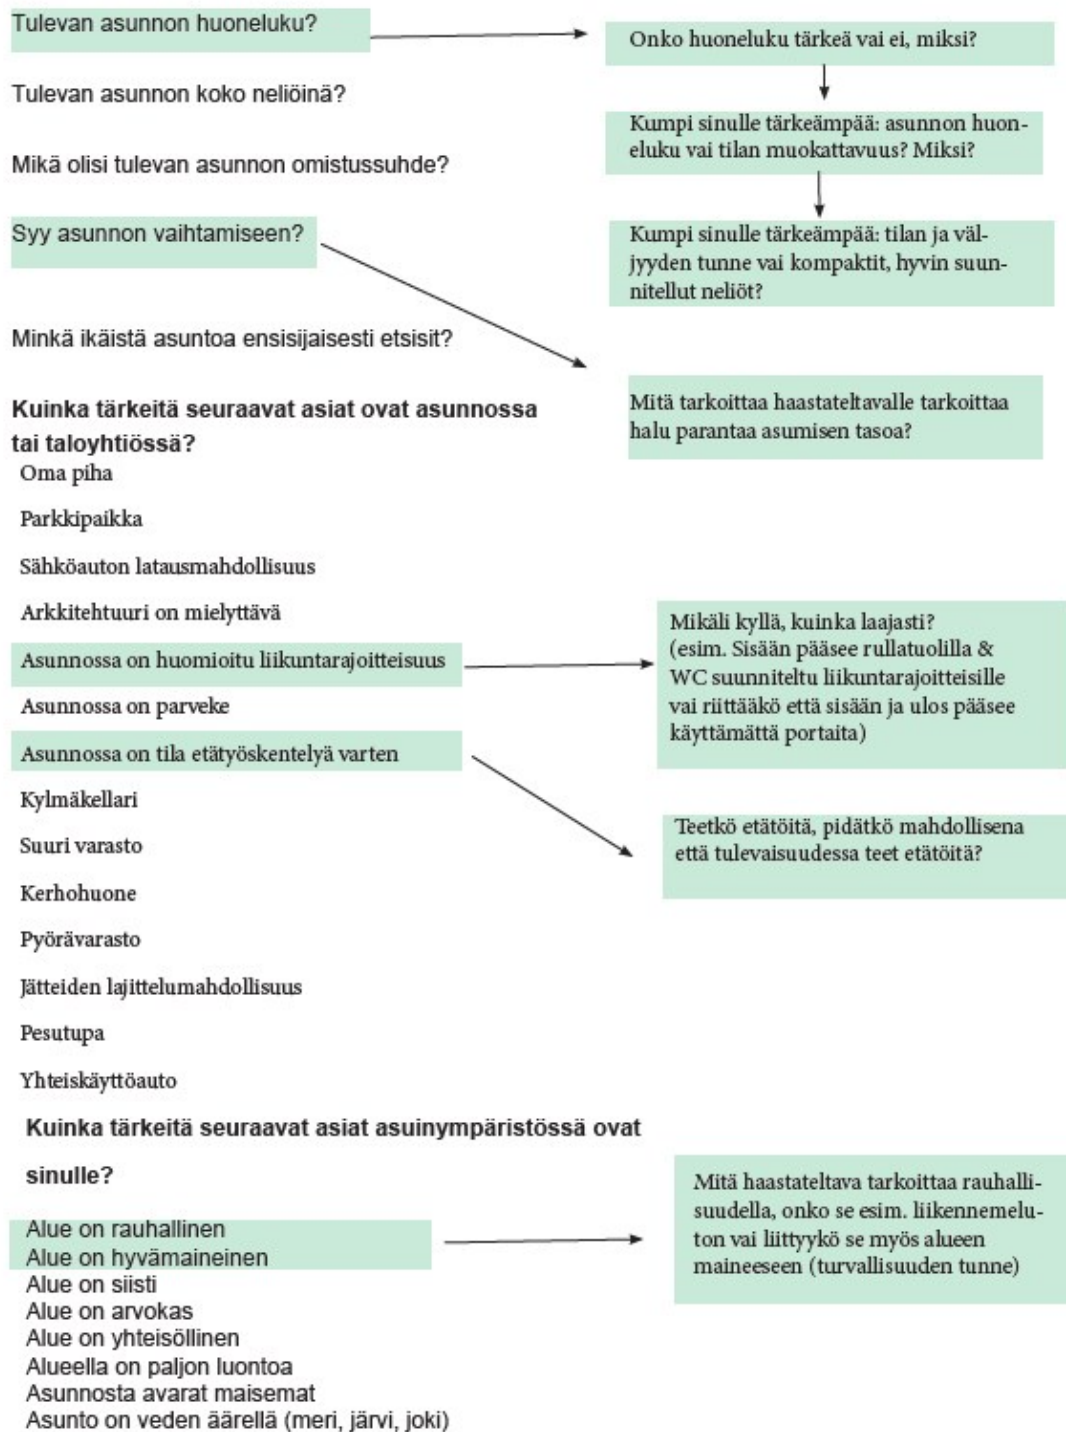 Tulevan asunnon huoneluku?
Onko huoneluku tärkeä vai ei, miksi?
Tulevan asunnon koko neliöinä?
Kumpi sinulle tärkeämpää: asunnon huon-
eluku vai tilan muokattavuus? Miksi?
Mikä olisi tulevan asunnon omistussuhde?
Syy asunnon vaihtamiseen?
Kumpi sinulle tärkeämpää: tilan ja väl-
jyyden tunne vai kompaktit, hyvin suun-
nitellut neliöt?
Minkä ikäistä asuntoa ensisijaisesti etsisit?
Mitä tarkoittaa haastateltavalle tarkoittaa
halu parantaa asumisen tasoa?
Kuinka tärkeitä seuraavat asiat ovat asunnossa
tai taloyhtiössä?
Oma piha
Parkkipaikka
Sähköauton latausmahdollisuus
Arkkitehtuuri on mielyttävä
Asunnossa on huomioitu liikuntarajoitteisuus
Mikäli kyllä, kuinka laajasti?
(esim. Sisään pääsee rullatuolilla &
WC suunniteltu liikuntarajoitteisille
vai riittääkö että sisään ja ulos pääsee
käyttämättä portaita)
Asunnossa on parveke
Asunnossa on tila etätyöskentelyä varten
Teetkö etätöitä, pidätkö mahdollisena
että tulevaisuudessa teet etätöitä?
Kylmäkellari
Suuri varasto
Kerhohuone
Pyörävarasto
Jätteiden lajittelumahdollisuus
Pesutupa
Yhteiskäyttöauto
Kuinka tärkeitä seuraavat asiat asuinympäristössä ovat
sinulle?
Mitä haastateltava tarkoittaa rauhalli-
suudella, onko se esim. liikennemelu-
ton vai liittyykö se myös alueen
maineeseen (turvallisuuden tunne)
Alue on rauhallinen
Alue on hyvämaineinen
Alue on siisti
Alue on arvokas
Alue on yhteisöllinen
Alueella on paljon luontoa
Asunnosta avarat maisemat
Asunto on veden äärellä (meri, järvi, joki)